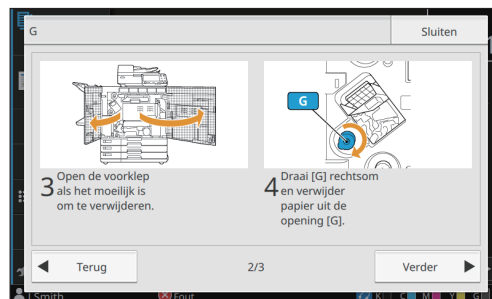 G
Sluiten
G
3 Open de voorklep
als het moeilijk is
om te verwijderen.
4 Draai [G] rechtsom
en verwijder
papier uit de
opening [G].
Terug
2/3
Verder
J.Smith
Fout
K
C
M
Y
G